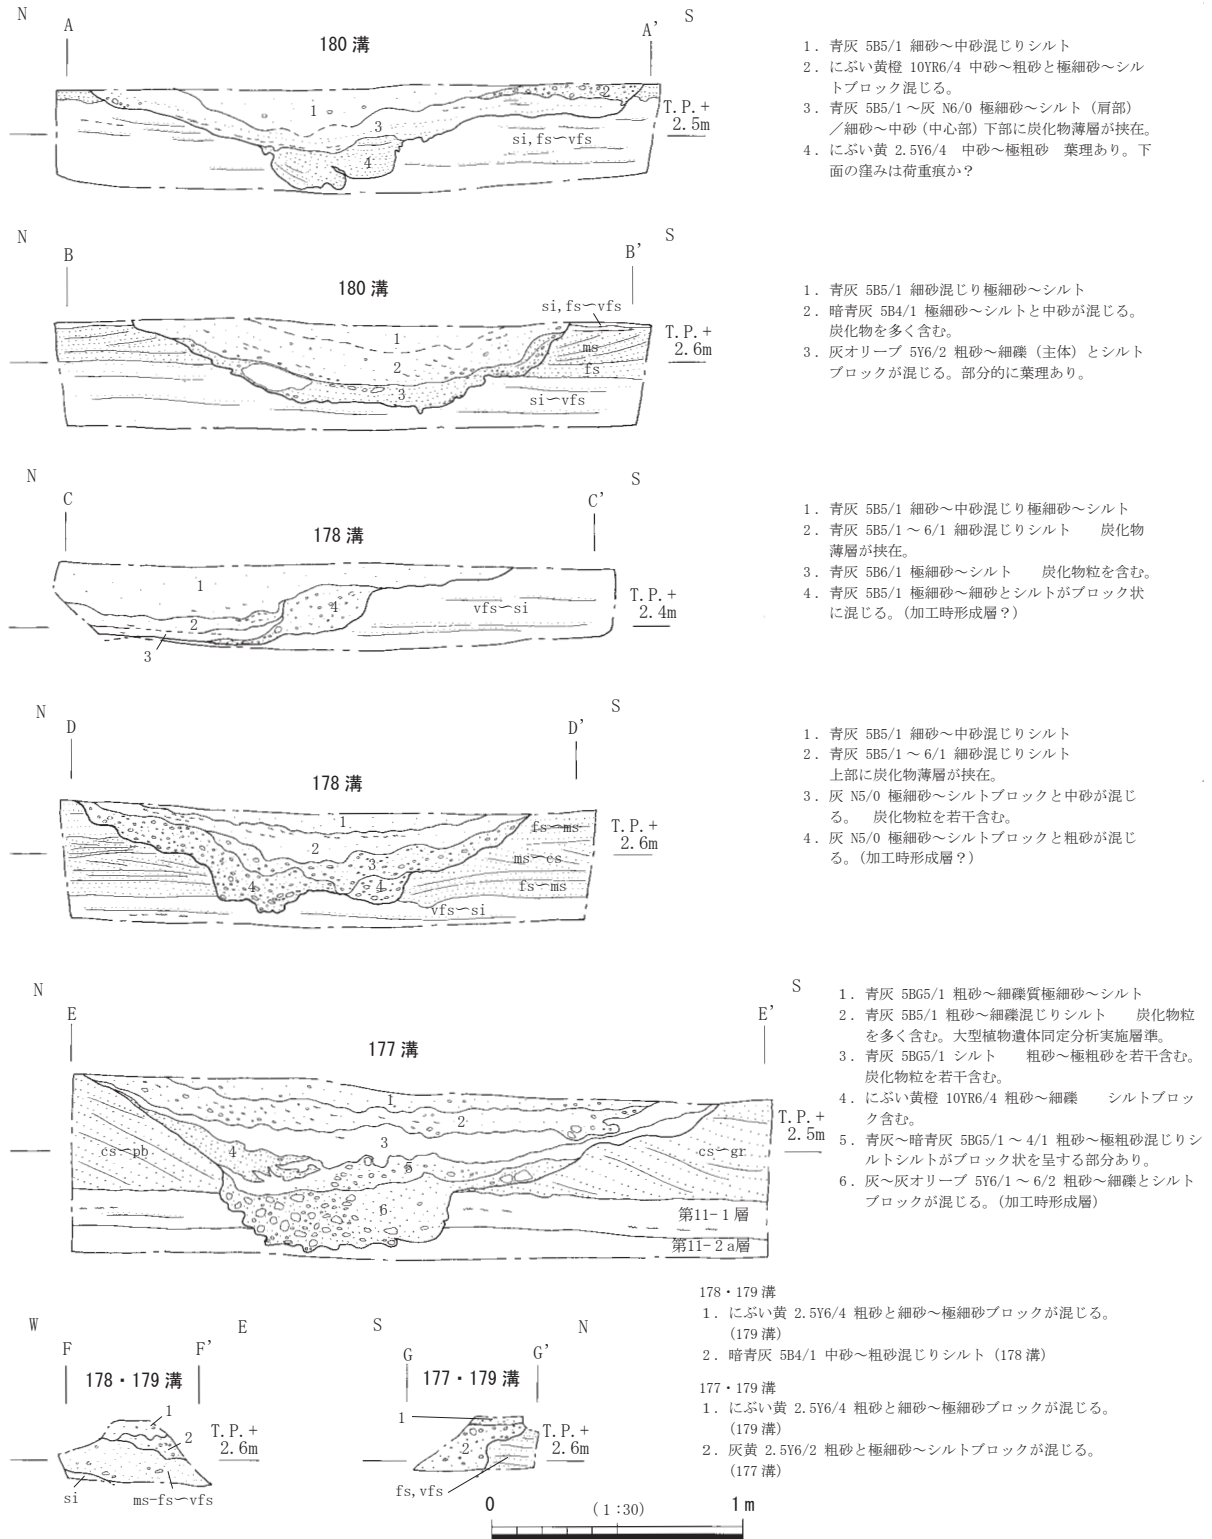 N
S
A
A’
180 溝
1
2
3
4
si, fs〜vfs
T.P.+
2.5m
1. 青灰 5B5/1 細砂〜中砂混じりシルト
2. にぶい黄橙 10YR6/4 中砂〜粗砂と極細砂〜シル
トブロック混じる。
3. 青灰 5B5/1〜灰 N6/0 極細砂〜シルト（肩部）
／細砂〜中砂（中心部）下部に炭化物薄層が挟在。
4. にぶい黄 2.5Y6/4 中砂〜極粗砂 葉理あり。下
面の窪みは荷重痕か？
N
S
B
B’
180 溝
si, fs〜vfs
1
2
3
ms
fs
si〜vfs
T.P.+
2.6m
1. 青灰 5B5/1 細砂混じり極細砂〜シルト
2. 暗青灰 5B4/1 極細砂〜シルトと中砂が混じる。
炭化物を多く含む。
3. 灰オリーブ 5Y6/2 粗砂〜細礫（主体）とシルト
ブロックが混じる。部分的に葉理あり。
N
S
C
C’
178 溝
1
2
3
4
vfs〜si
T.P.+
2.4m
1. 青灰 5B5/1 細砂〜中砂混じり極細砂〜シルト
2. 青灰 5B5/1〜6/1 細砂混じりシルト 炭化物
薄層が挟在。
3. 青灰 5B6/1 極細砂〜シルト 炭化物粒を含む。
4. 青灰 5B5/1 極細砂〜細砂とシルトがブロック状
に混じる。（加工時形成層？）
N
S
D
D’
178 溝
1
2
3
4
4
fs〜ms
ms〜cs
fs〜ms
vfs〜si
T.P.+
2.6m
1. 青灰 5B5/1 細砂〜中砂混じりシルト
2. 青灰 5B5/1〜6/1 細砂混じりシルト
上部に炭化物薄層が挟在。
3. 灰 N5/0 極細砂〜シルトブロックと中砂が混じ
る。 炭化物粒を若干含む。
4. 灰 N5/0 極細砂〜シルトブロックと粗砂が混じ
る。（加工時形成層？）
N
S
E
E’
177 溝
1
2
3
4
5
6
cs〜pb
cs〜gr
第11-1層
第11-2a層
T.P.+
2.5m
1. 青灰 5BG5/1 粗砂〜細礫質極細砂〜シルト
2. 青灰 5B5/1 粗砂〜細礫混じりシルト 炭化物粒
を多く含む。大型植物遺体同定分析実施層準。
3. 青灰 5BG5/1 シルト 粗砂〜極粗砂を若干含む。
炭化物粒を若干含む。
4. にぶい黄橙 10YR6/4 粗砂〜細礫 シルトブロッ
ク含む。
5. 青灰〜暗青灰 5BG5/1〜4/1 粗砂〜極粗砂混じりシ
ルトシルトがブロック状を呈する部分あり。
6. 灰〜灰オリーブ 5Y6/1〜6/2 粗砂〜細礫とシルト
ブロックが混じる。（加工時形成層）
W
E
F
F’
178・179 溝
1
2
si
ms-fs〜vfs
T.P.+
2.6m
S
N
G
G’
177・179 溝
1
2
fs, vfs
T.P.+
2.6m
178・179 溝
1. にぶい黄 2.5Y6/4 粗砂と細砂〜極細砂ブロックが混じる。
（179 溝）
2. 暗青灰 5B4/1 中砂〜粗砂混じりシルト（178 溝）
177・179 溝
1. にぶい黄 2.5Y6/4 粗砂と細砂〜極細砂ブロックが混じる。
（179 溝）
2. 灰黄 2.5Y6/2 粗砂と極細砂〜シルトブロックが混じる。
（177 溝）
0
（1:30）
1 m